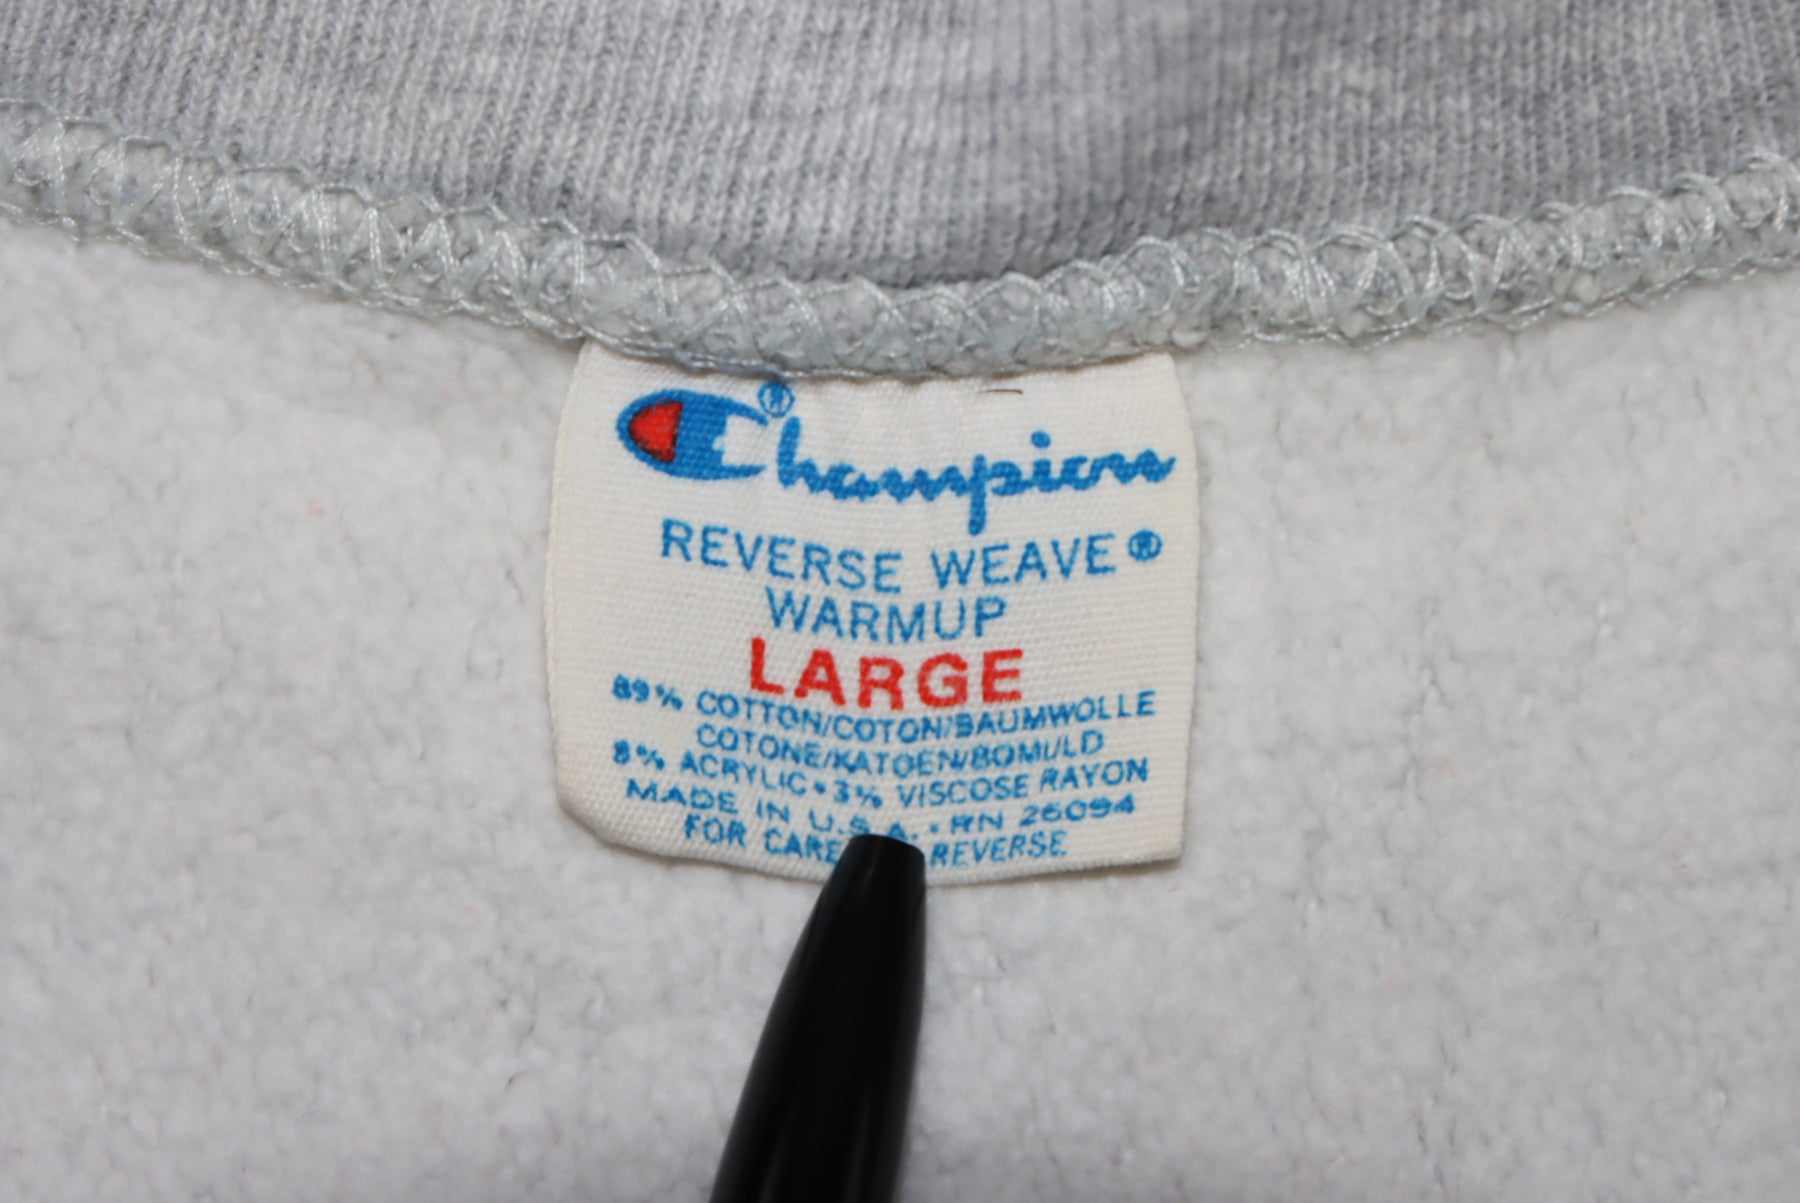 Champion®
REVERSE WEAVE®
WARMUP
LARGE
89% COTTON/COTON/BAUMWOLLE
COTONE/KATOEN/BOMULD
8% ACRYLIC • 3% VISCOSE RAYON
MADE IN U.S.A. • RN 26094
FOR CARE REVERSE